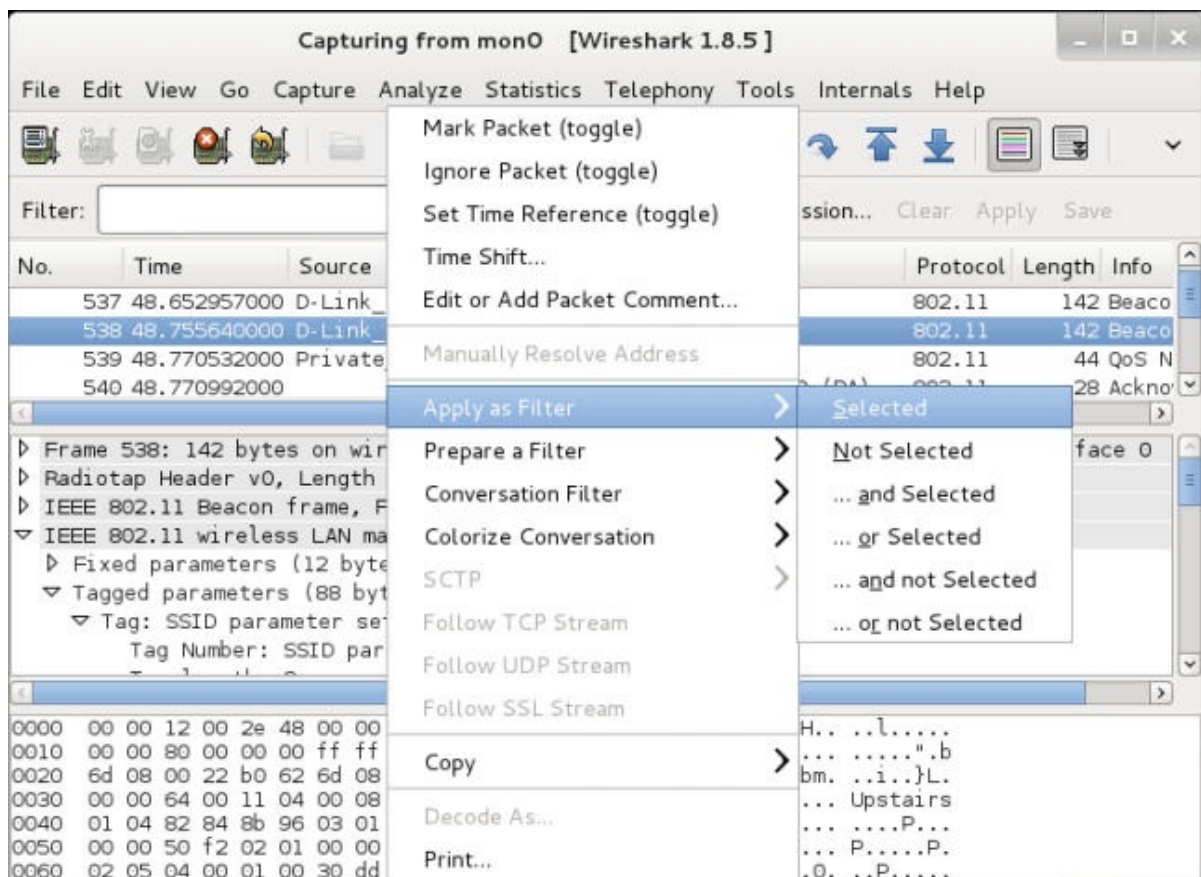 Capturing from mon0 [Wireshark 1.8.5 ]
File Edit View Go Capture Analyze Statistics Telephony Tools Internals Help
Filter:
ssion... Clear Apply Save
No. Time Source Protocol Length Info
537 48.652957000 D-Link_ 802.11 142 Beaco
538 48.755640000 D-Link_ 802.11 142 Beaco
539 48.770532000 Private_ 802.11 44 QoS N
540 48.770992000 (RA) 802.11 28 Ackno
Mark Packet (toggle)
Ignore Packet (toggle)
Set Time Reference (toggle)
Time Shift...
Edit or Add Packet Comment...
Manually Resolve Address
Apply as Filter
Prepare a Filter
Conversation Filter
Colorize Conversation
SCTP
Follow TCP Stream
Follow UDP Stream
Follow SSL Stream
Copy
Decode As...
Print...
Selected
Not Selected
... and Selected
... or Selected
... and not Selected
... or not Selected
Frame 538: 142 bytes on wir face 0
Radiotap Header v0, Length
IEEE 802.11 Beacon frame, F
IEEE 802.11 wireless LAN ma
Fixed parameters (12 byte
Tagged parameters (88 byt
Tag: SSID parameter se
Tag Number: SSID par
0000 00 00 12 00 2e 48 00 00 H.. ..l.....
0010 00 00 80 00 00 00 ff ff ... .....".b
0020 6d 08 00 22 b0 62 6d 08 bm. ..i..}L.
0030 00 00 64 00 11 04 00 08 ... Upstairs
0040 01 04 82 84 8b 96 03 01 ... ....P...
0050 00 00 50 f2 02 01 00 00 ... P.....P.
0060 02 05 04 00 01 00 30 dd .0. ..P.....